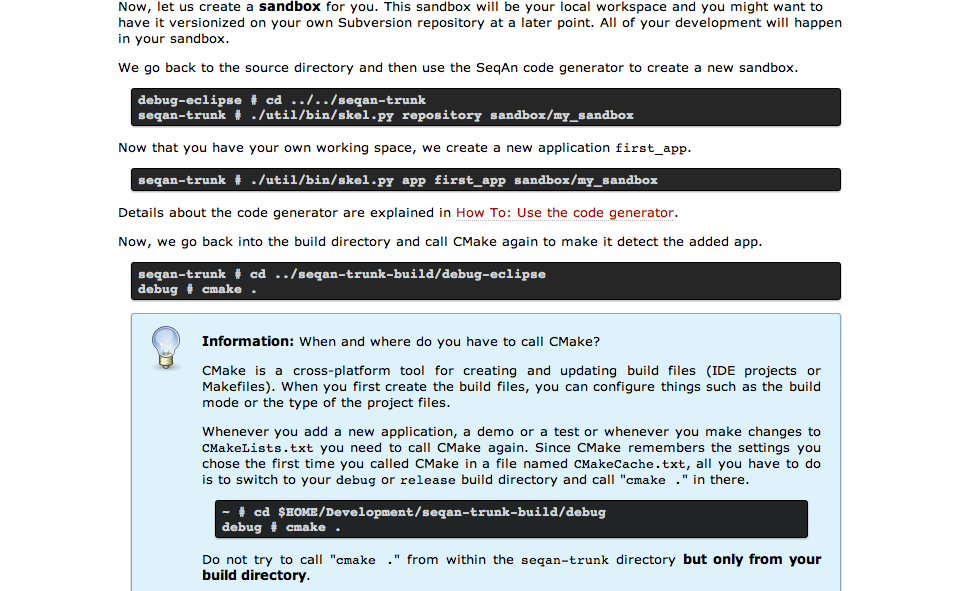 Now, let us create a sandbox for you. This sandbox will be your local workspace and you might want to
have it versionized on your own Subversion repository at a later point. All of your development will happen
in your sandbox.
We go back to the source directory and then use the SeqAn code generator to create a new sandbox.
debug-eclipse # cd ../../seqan-trunk
seqan-trunk # ./util/bin/skel.py repository sandbox/my_sandbox
Now that you have your own working space, we create a new application first_app.
seqan-trunk # ./util/bin/skel.py app first_app sandbox/my_sandbox
Details about the code generator are explained in How To: Use the code generator.
Now, we go back into the build directory and call CMake again to make it detect the added app.
seqan-trunk # cd ../seqan-trunk-build/debug-eclipse
debug # cmake .
Information: When and where do you have to call CMake?
CMake is a cross-platform tool for creating and updating build files (IDE projects or
Makefiles). When you first create the build files, you can configure things such as the build
mode or the type of the project files.
Whenever you add a new application, a demo or a test or whenever you make changes to
CMakeLists.txt you need to call CMake again. Since CMake remembers the settings you
chose the first time you called CMake in a file named CMakeCache.txt, all you have to do
is to switch to your debug or release build directory and call "cmake ." in there.
~ # cd $HOME/Development/seqan-trunk-build/debug
debug # cmake .
Do not try to call "cmake ." from within the seqan-trunk directory but only from your
build directory.